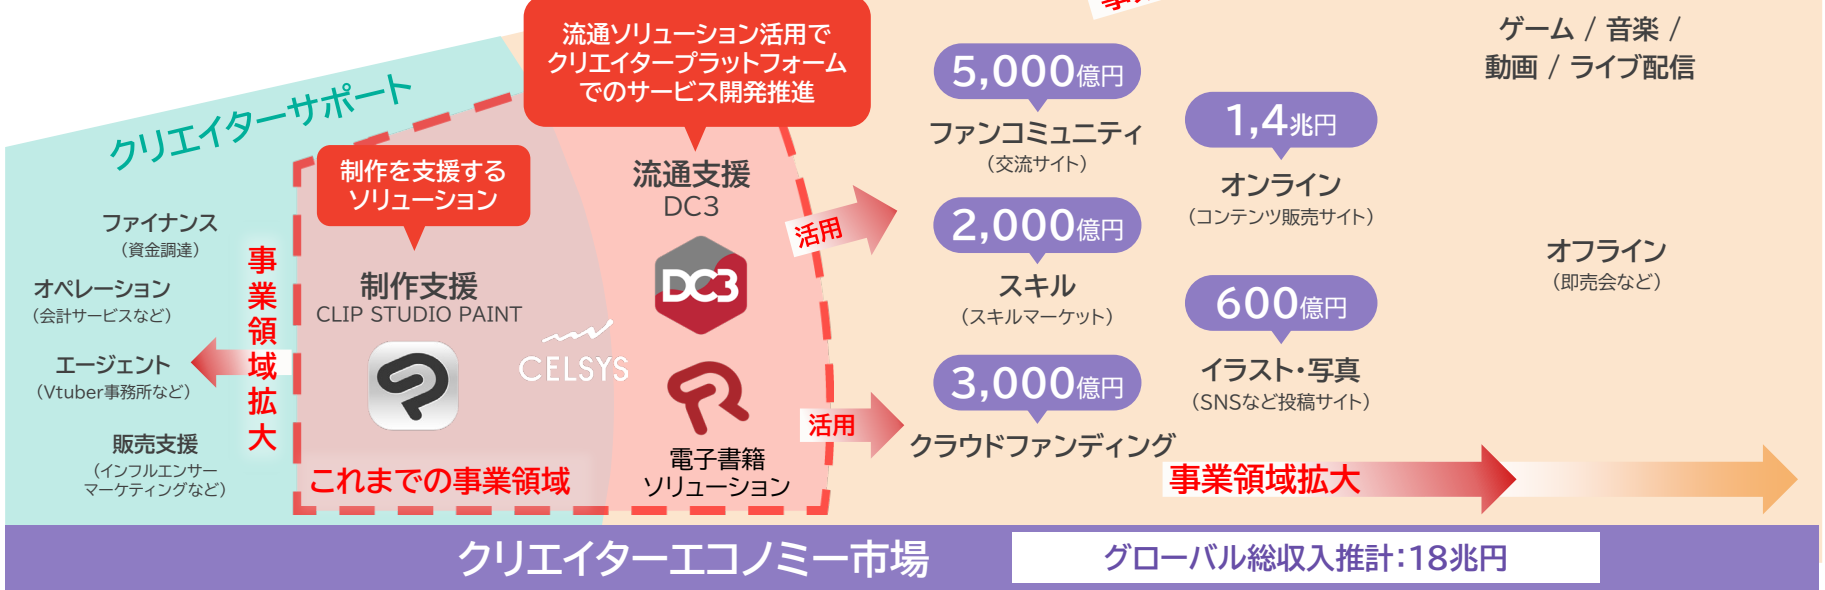 クリエイターサポート
ファイナンス
(資金調達)
オペレーション
(会計サービスなど)
エージェント
(Vtuber事務所など)
販売支援
(インフルエンサー
マーケティングなど)
事業領域拡大
制作を支援する
ソリューション
制作支援
CLIP STUDIO PAINT
これまでの事業領域
CELSYS
流通ソリューション活用で
クリエイタープラットフォーム
でのサービス開発推進
流通支援
DC3
DC3
電子書籍
ソリューション
活用
活用
5,000億円
ファンコミュニティ
(交流サイト)
2,000億円
スキル
(スキルマーケット)
3,000億円
クラウドファンディング
1,4兆円
オンライン
(コンテンツ販売サイト)
600億円
イラスト・写真
(SNSなど投稿サイト)
ゲーム / 音楽 /
動画 / ライブ配信
オフライン
(即売会など)
事業領域拡大
クリエイターエコノミー市場
グローバル総収入推計:18兆円